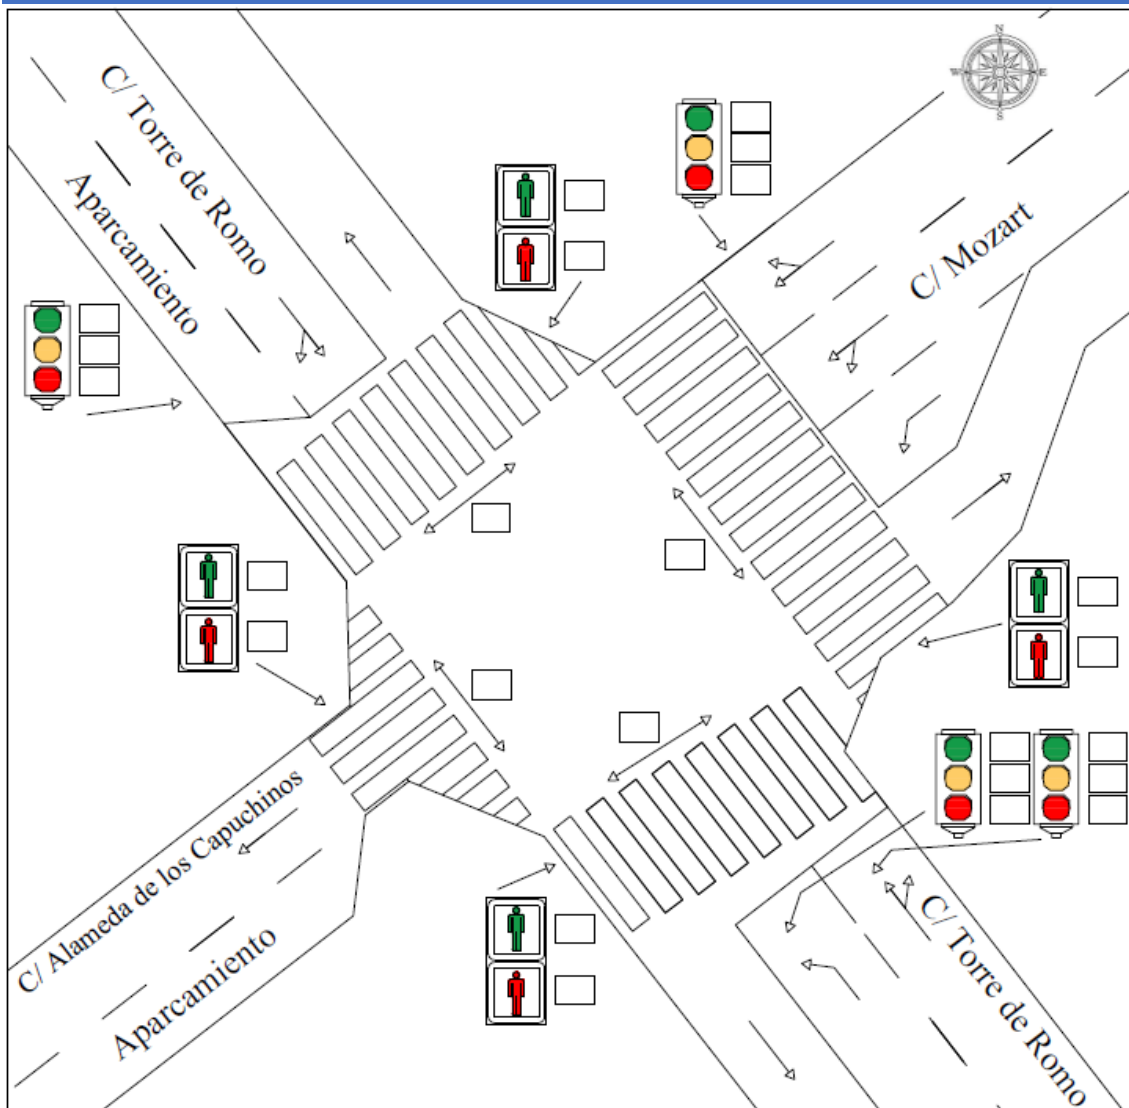 C/ Torre de Romo
Aparcamiento
N
W E
S
C/ Mozart
C/ Alameda de los Capuchinos
Aparcamiento
C/ Torre de Romo